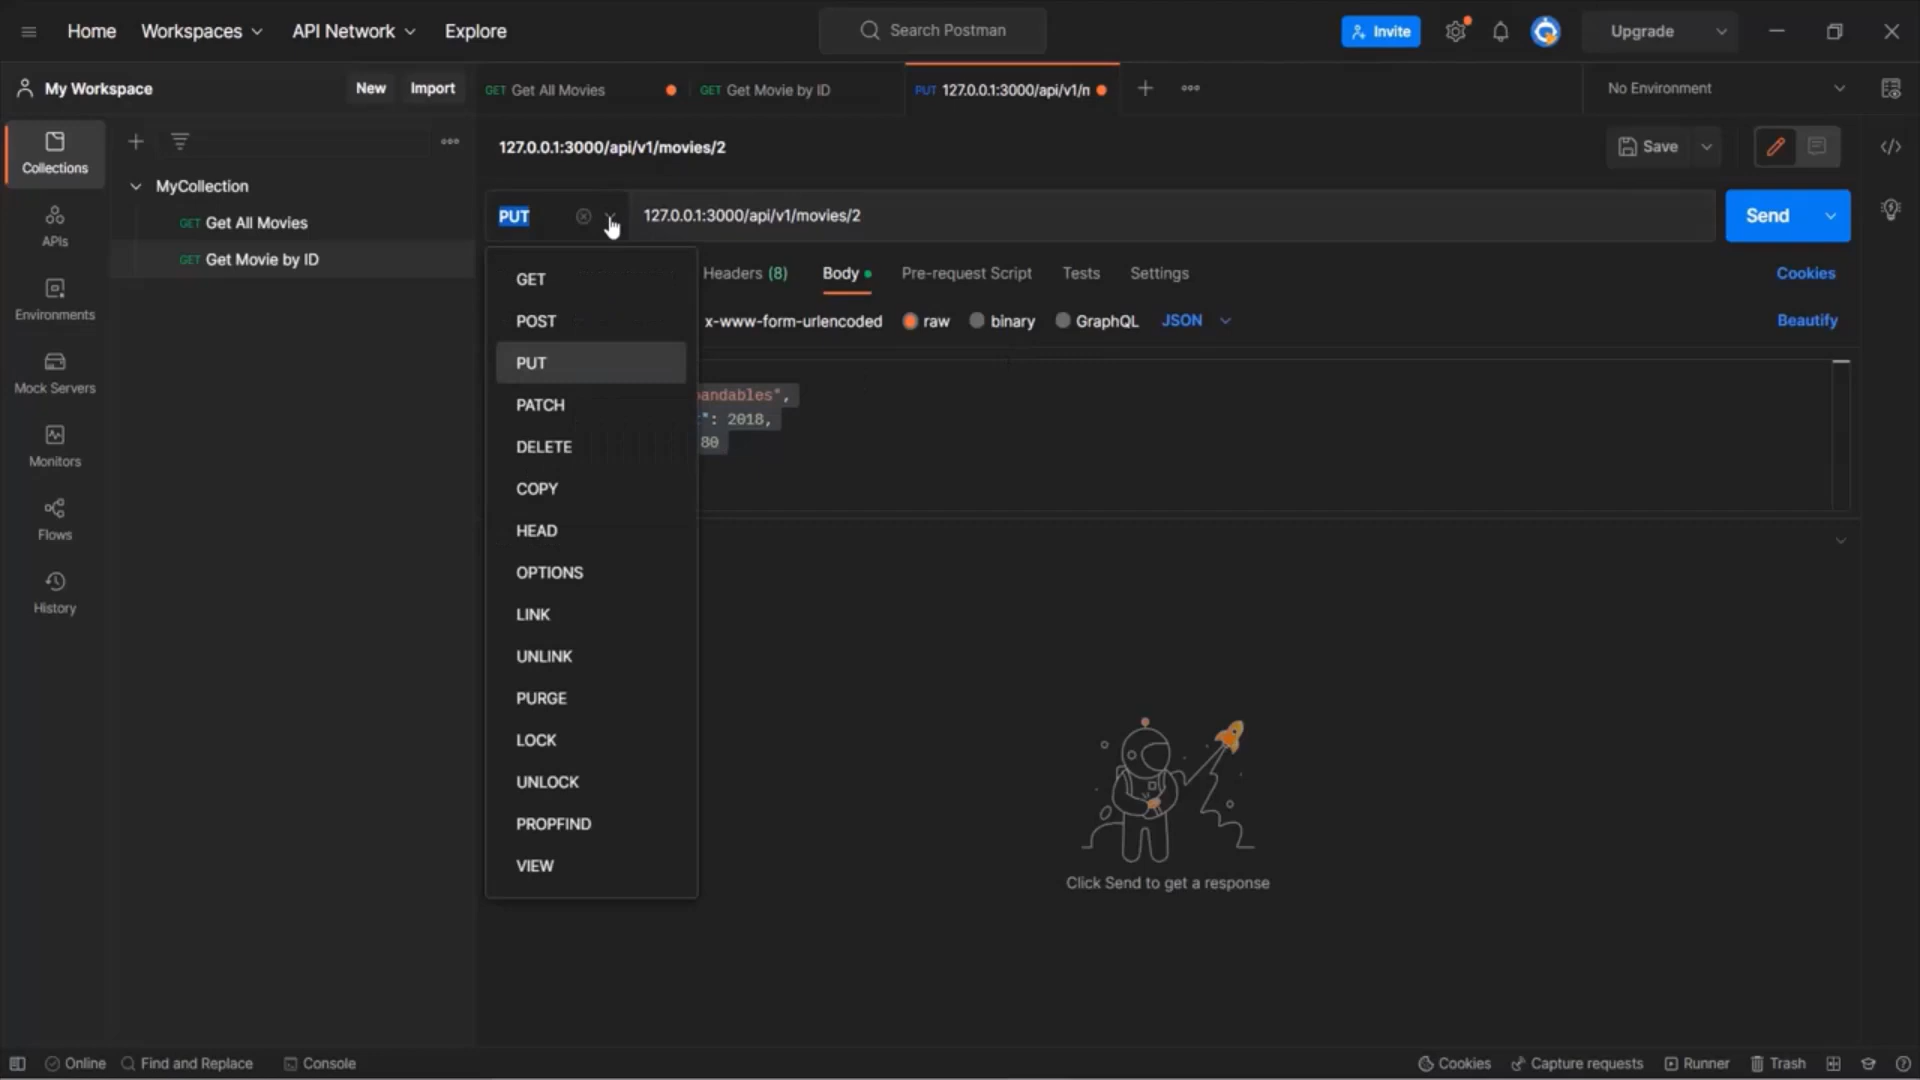 Home Workspaces API Network Explore Search Postman Invite Upgrade
My Workspace New Import GET Get All Movies GET Get Movie by ID PUT 127.0.0.1:3000/api/v1/n No Environment
Collections
127.0.0.1:3000/api/v1/movies/2 Save
MyCollection
GET Get All Movies
GET Get Movie by ID
PUT 127.0.0.1:3000/api/v1/movies/2 Send
APIs
Environments
Mock Servers
Monitors
Flows
History
Headers (8) Body Pre-request Script Tests Settings Cookies
x-www-form-urlencoded raw binary GraphQL JSON Beautify
GET
POST
PUT
PATCH
DELETE
COPY
HEAD
OPTIONS
LINK
UNLINK
PURGE
LOCK
UNLOCK
PROPFIND
VIEW
pandables",
": 2018,
80
Click Send to get a response
Online Find and Replace Console Cookies Capture requests Runner Trash